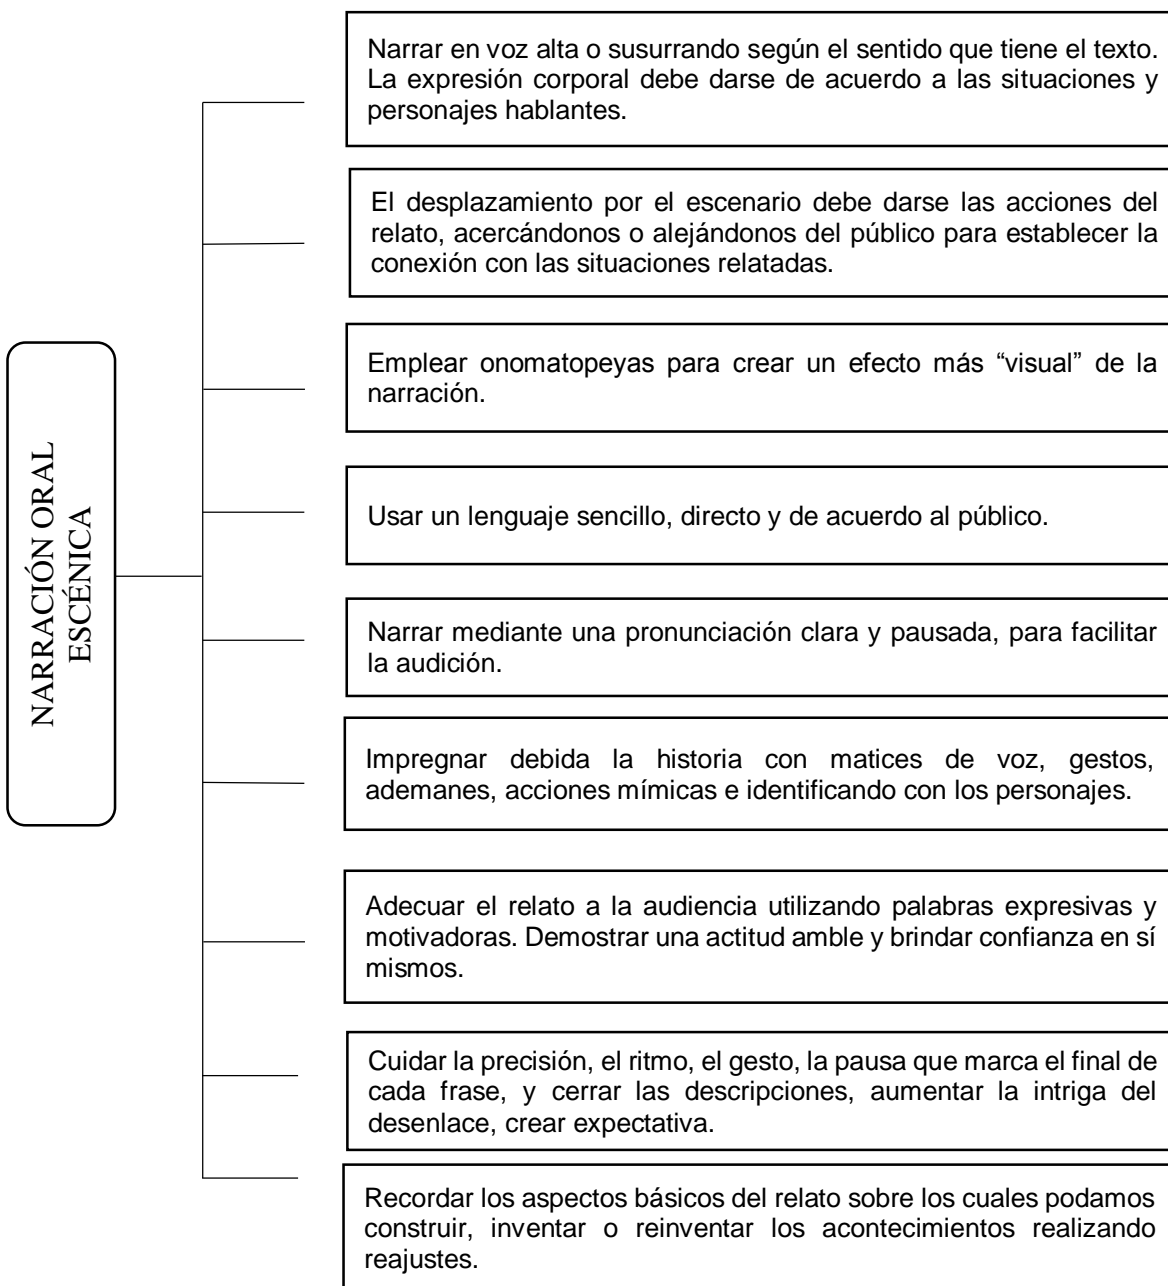 NARRACIÓN ORAL
ESCÉNICA
Narrar en voz alta o susurrando según el sentido que tiene el texto.
La expresión corporal debe darse de acuerdo a las situaciones y
personajes hablantes.
El desplazamiento por el escenario debe darse las acciones del
relato, acercándonos o alejándonos del público para establecer la
conexión con las situaciones relatadas.
Emplear onomatopeyas para crear un efecto más “visual” de la
narración.
Usar un lenguaje sencillo, directo y de acuerdo al público.
Narrar mediante una pronunciación clara y pausada, para facilitar
la audición.
Impregnar debida la historia con matices de voz, gestos,
ademanes, acciones mímicas e identificando con los personajes.
Adecuar el relato a la audiencia utilizando palabras expresivas y
motivadoras. Demostrar una actitud amble y brindar confianza en sí
mismos.
Cuidar la precisión, el ritmo, el gesto, la pausa que marca el final de
cada frase, y cerrar las descripciones, aumentar la intriga del
desenlace, crear expectativa.
Recordar los aspectos básicos del relato sobre los cuales podamos
construir, inventar o reinventar los acontecimientos realizando
reajustes.